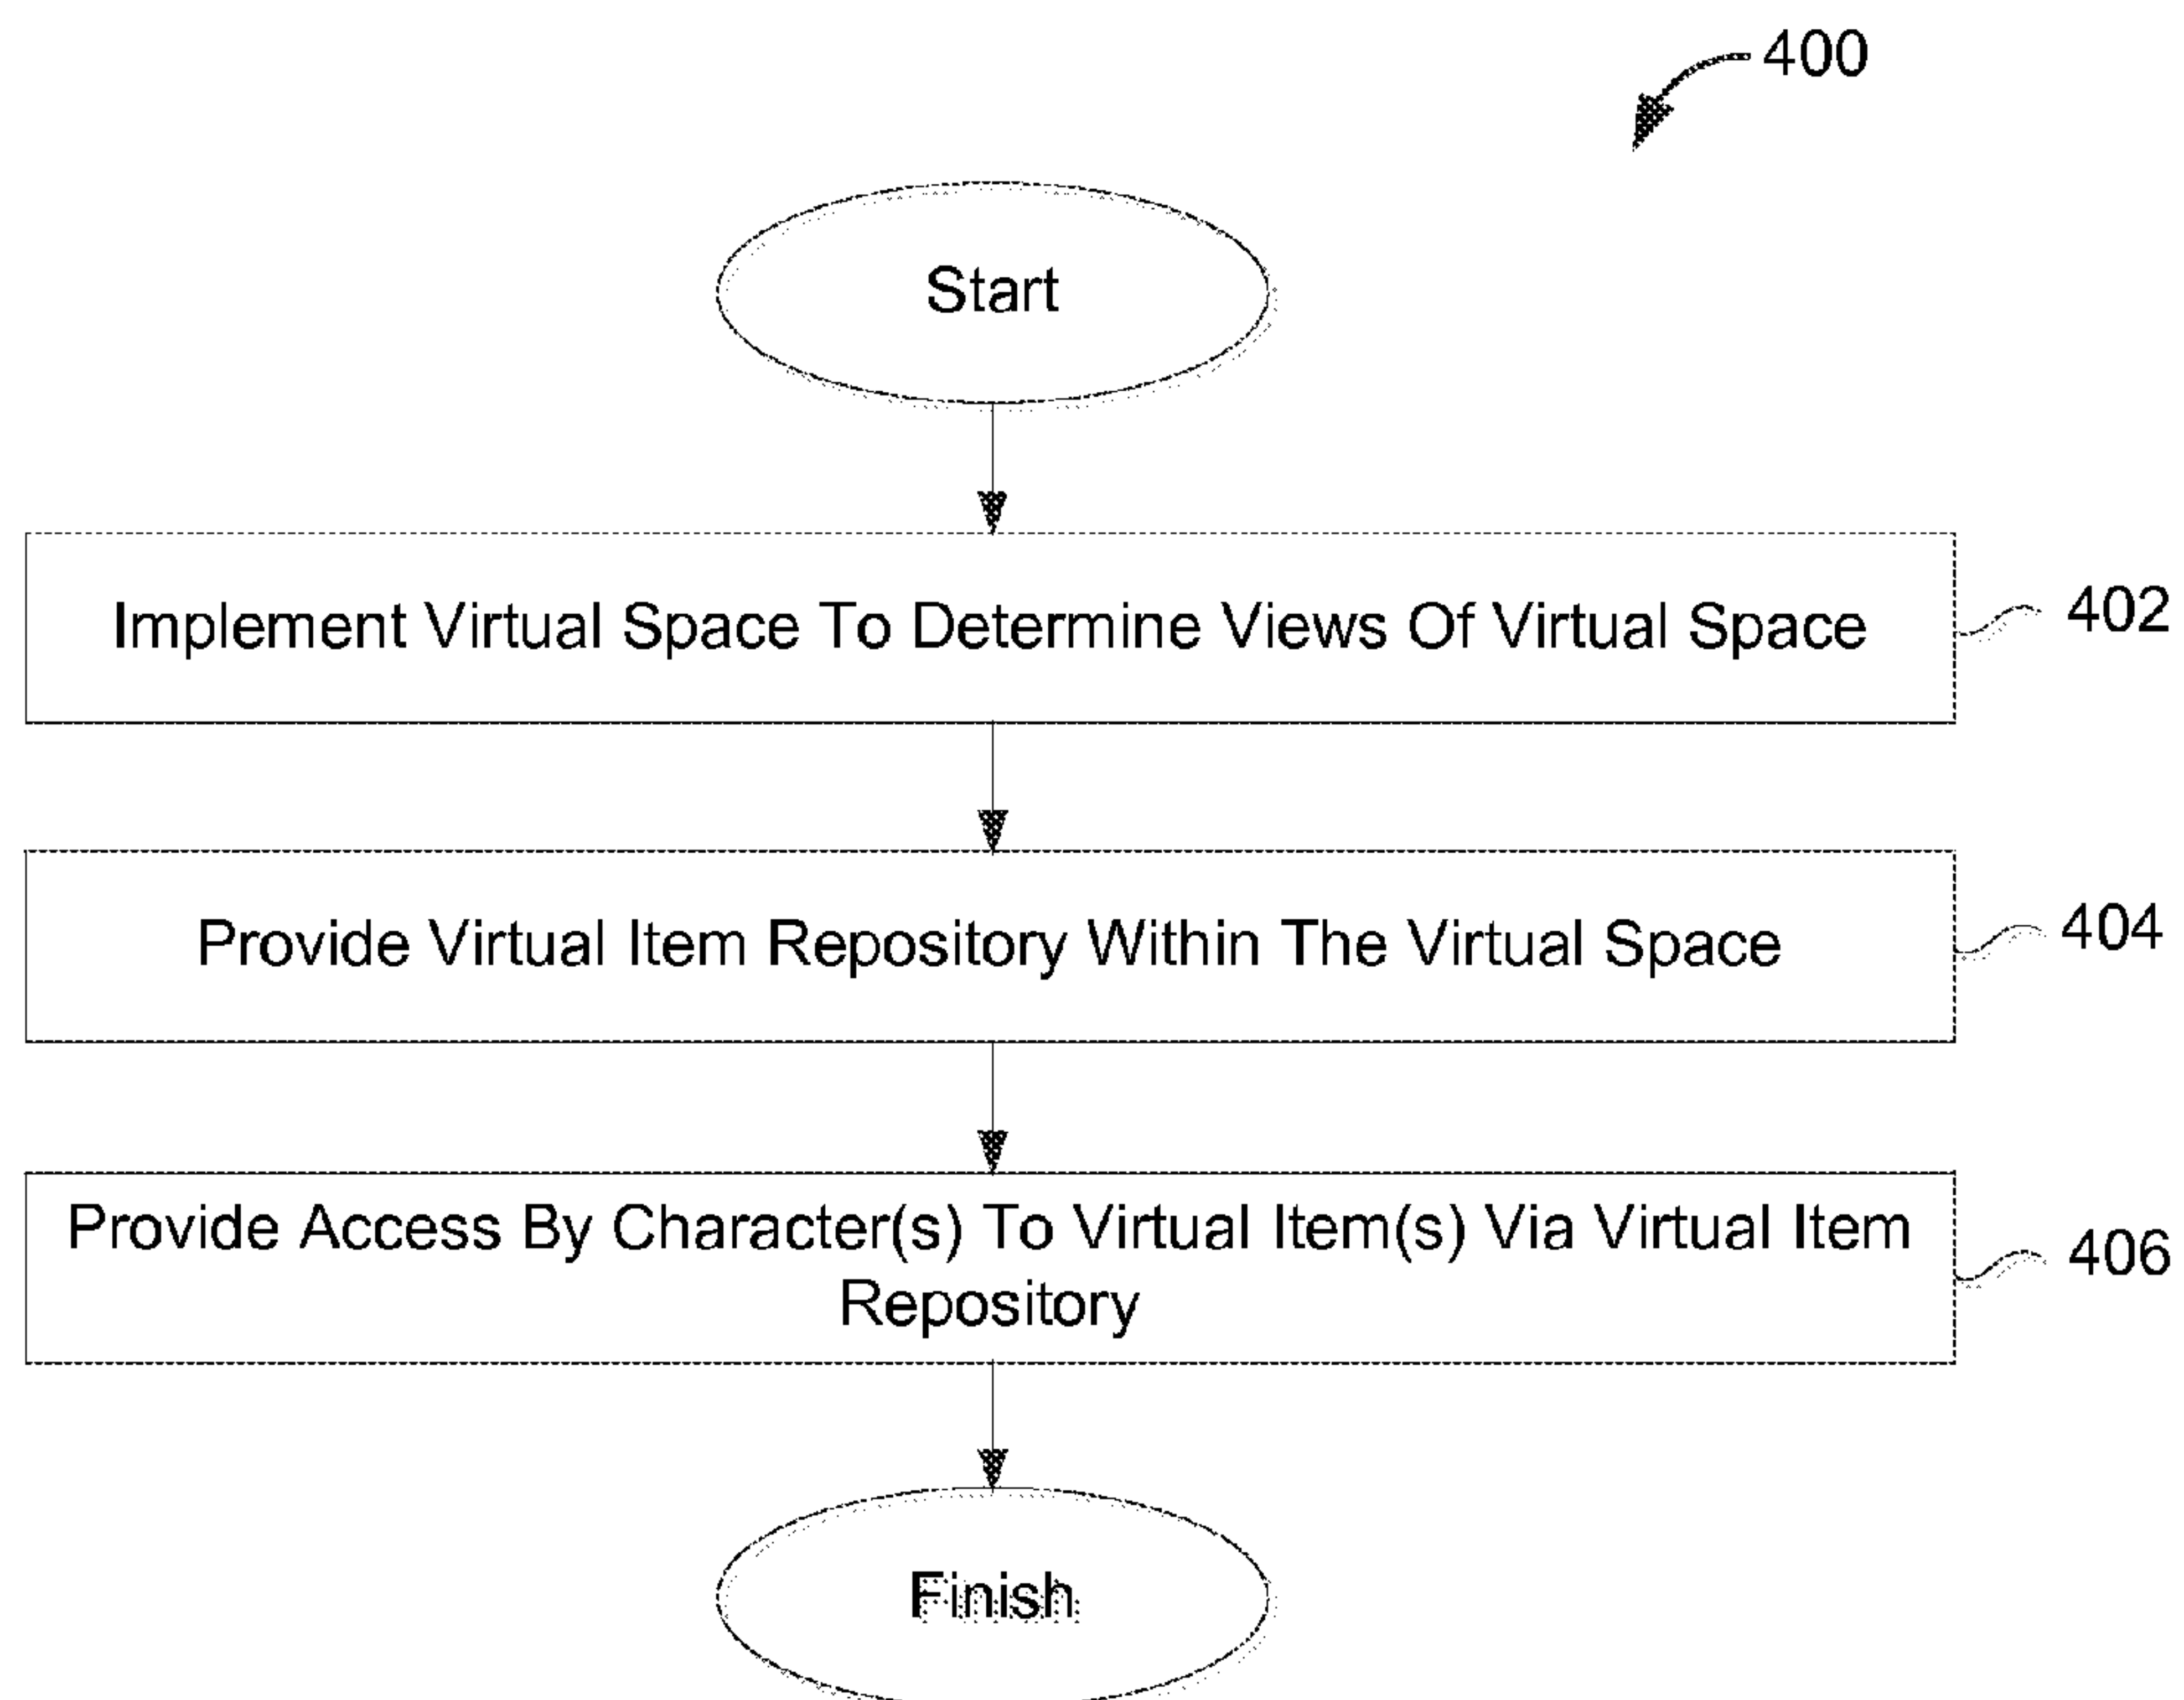 400
Start
Implement Virtual Space To Determine Views Of Virtual Space
402
Provide Virtual Item Repository Within The Virtual Space
404
Provide Access By Character(s) To Virtual Item(s) Via Virtual Item
Repository
406
Finish